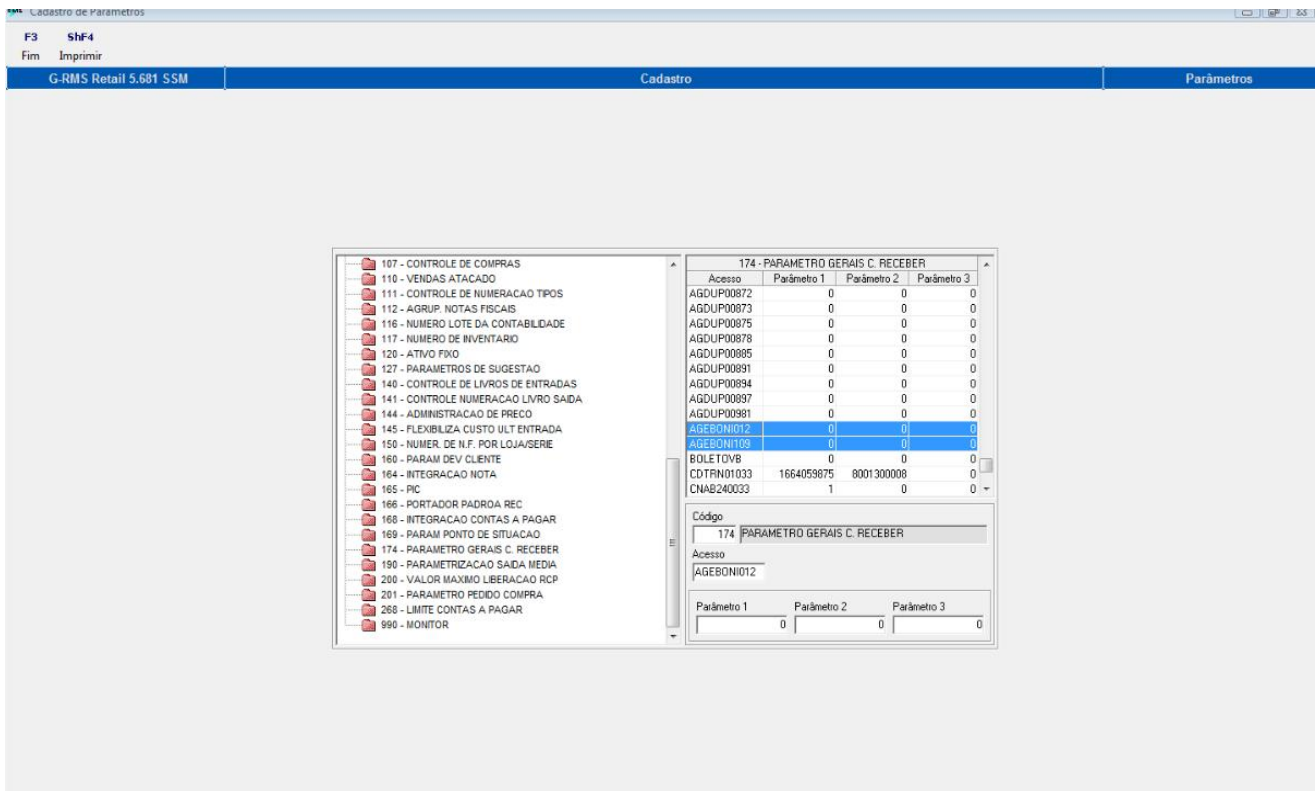 Cadastro de Parametros
F3 ShF4
Fim Imprimir
G-RMS Retail 5.681 SSM Cadastro Parâmetros
107 - CONTROLE DE COMPRAS
110 - VENDAS ATACADO
111 - CONTROLE DE NUMERACAO TIPOS
112 - AGRUP. NOTAS FISCAIS
116 - NUMERO LOTE DA CONTABILIDADE
117 - NUMERO DE INVENTARIO
120 - ATIVO FIXO
127 - PARAMETROS DE SUGESTAO
140 - CONTROLE DE LIVROS DE ENTRADAS
141 - CONTROLE NUMERACAO LIVRO SAIDA
144 - ADMINISTRACAO DE PRECO
145 - FLEXIBILIZA CUSTO ULT ENTRADA
150 - NUMER. DE N.F. POR LOJA/SERIE
160 - PARAM DEV CLIENTE
164 - INTEGRACAO NOTA
165 - PIC
166 - PORTADOR PADROA REC
168 - INTEGRACAO CONTAS A PAGAR
169 - PARAM PONTO DE SITUACAO
174 - PARAMETRO GERAIS C. RECEBER
190 - PARAMETRIZACAO SAIDA MEDIA
200 - VALOR MAXIMO LIBERACAO RCP
201 - PARAMETRO PEDIDO COMPRA
268 - LIMITE CONTAS A PAGAR
990 - MONITOR
174 - PARAMETRO GERAIS C. RECEBER
Acesso Parâmetro 1 Parâmetro 2 Parâmetro 3
AGDUP00872 0 0 0
AGDUP00873 0 0 0
AGDUP00875 0 0 0
AGDUP00878 0 0 0
AGDUP00885 0 0 0
AGDUP00891 0 0 0
AGDUP00894 0 0 0
AGDUP00897 0 0 0
AGDUP00981 0 0 0
AGEBONI012 0 0 0
AGEBONI109 0 0 0
BOLETOVB 0 0 0
CDTRN01033 1664059875 8001300008 0
CNAB240033 1 0 0
Código
174 PARAMETRO GERAIS C. RECEBER
Acesso
AGEBONI012
Parâmetro 1 Parâmetro 2 Parâmetro 3
0 0 0